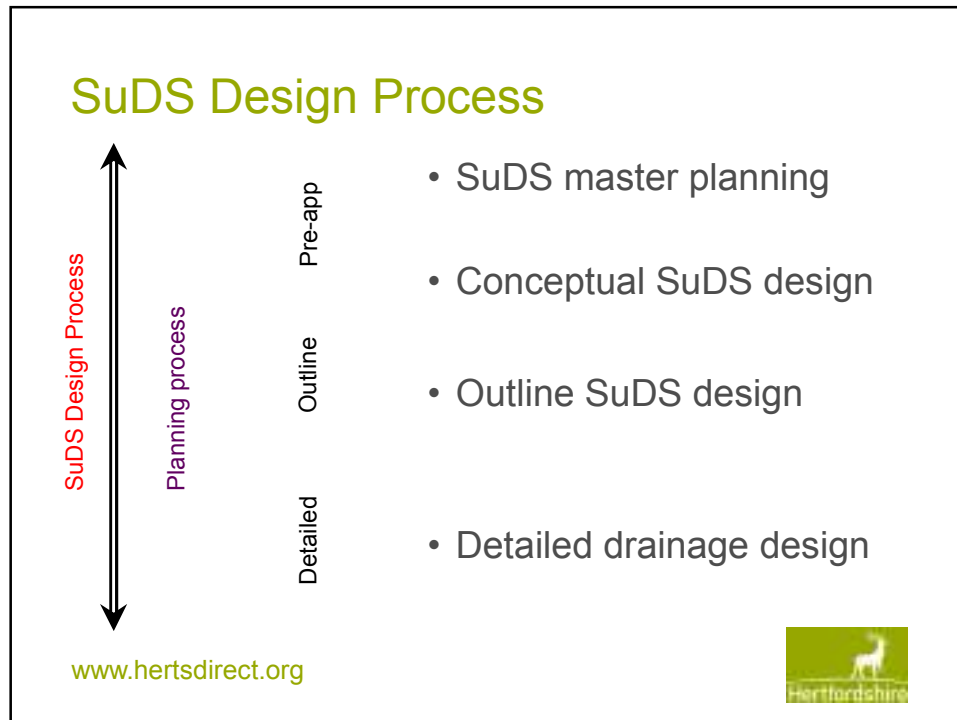 SuDS Design Process
SuDS Design Process
Planning process
Pre-app
Outline
Detailed
• SuDS master planning
• Conceptual SuDS design
• Outline SuDS design
• Detailed drainage design
www.hertsdirect.org
Hertfordshire